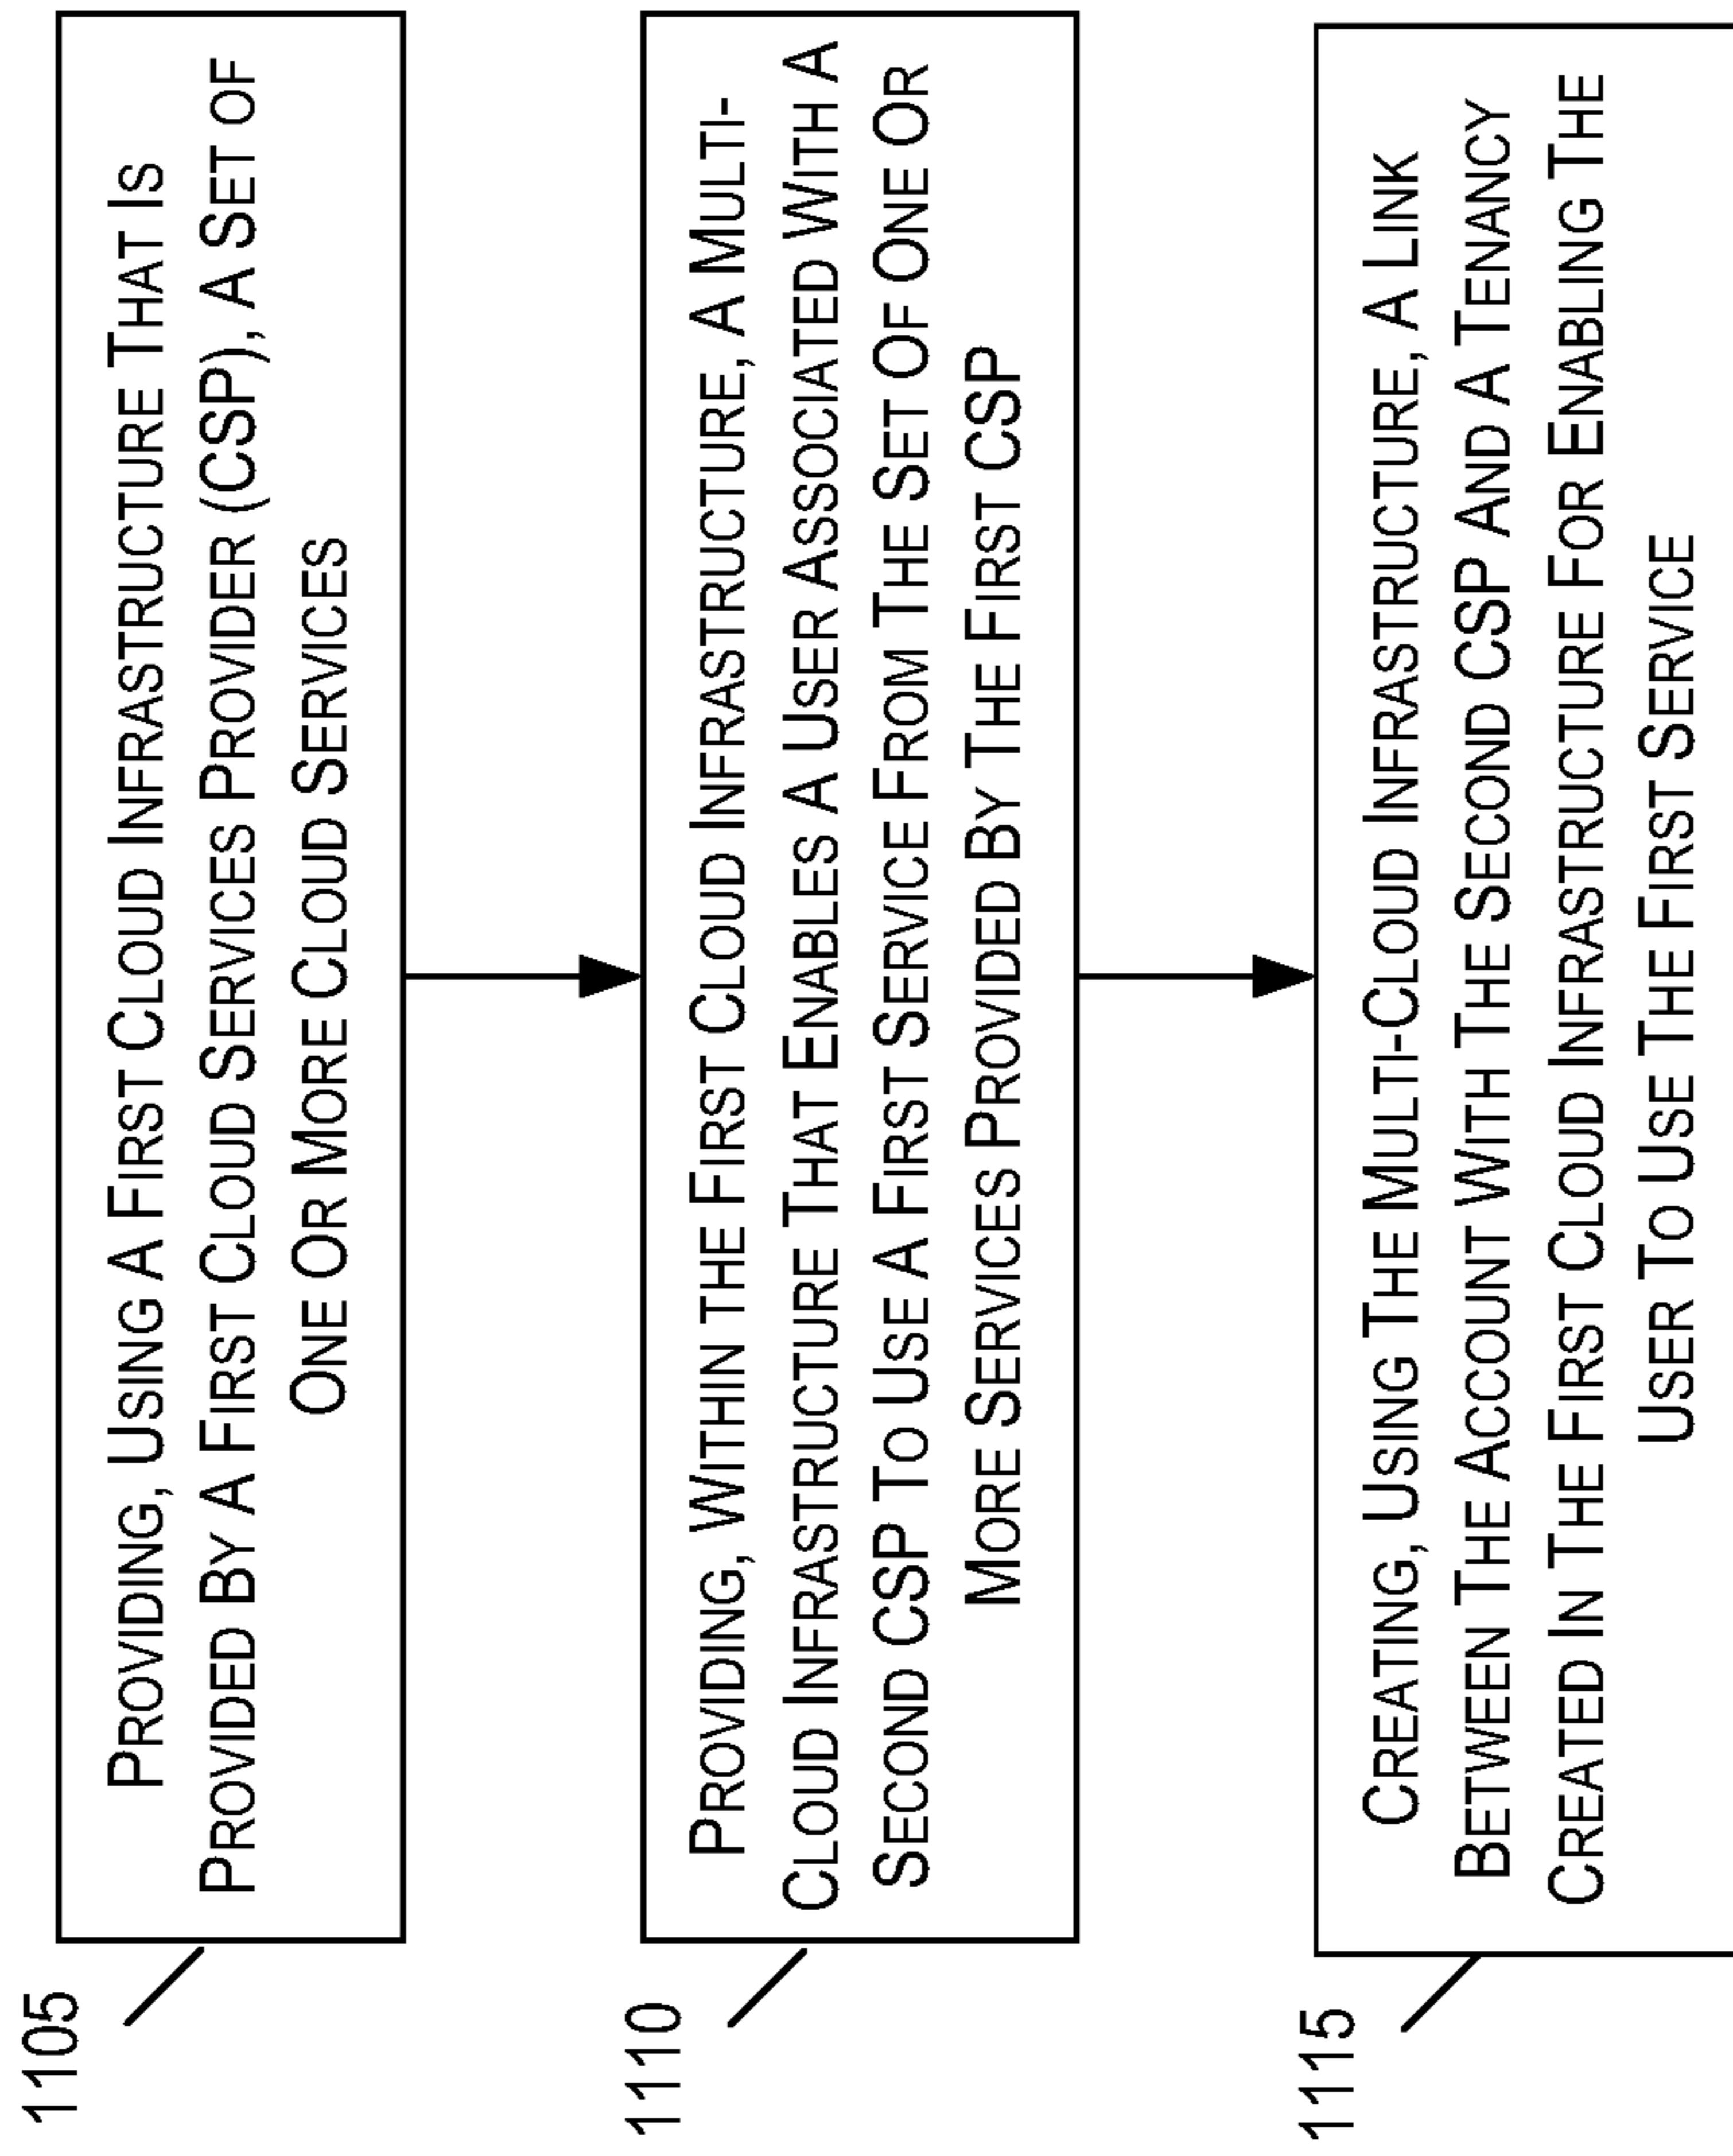 1105
Providing, Using A First Cloud Infrastructure That Is
Provided By A First Cloud Services Provider (CSP), A Set of
One Or More Cloud Services
1110
Providing, Within the First Cloud Infrastructure, A Multi-
Cloud Infrastructure That Enables A User Associated With A
Second CSP To Use A First Service From The Set Of One Or
More Services Provided By The First CSP
1115
Creating, Using The Multi-Cloud Infrastructure, A Link
Between The Account With The Second CSP And A Tenancy
Created In The First Cloud Infrastructure For Enabling The
User To Use The First Service